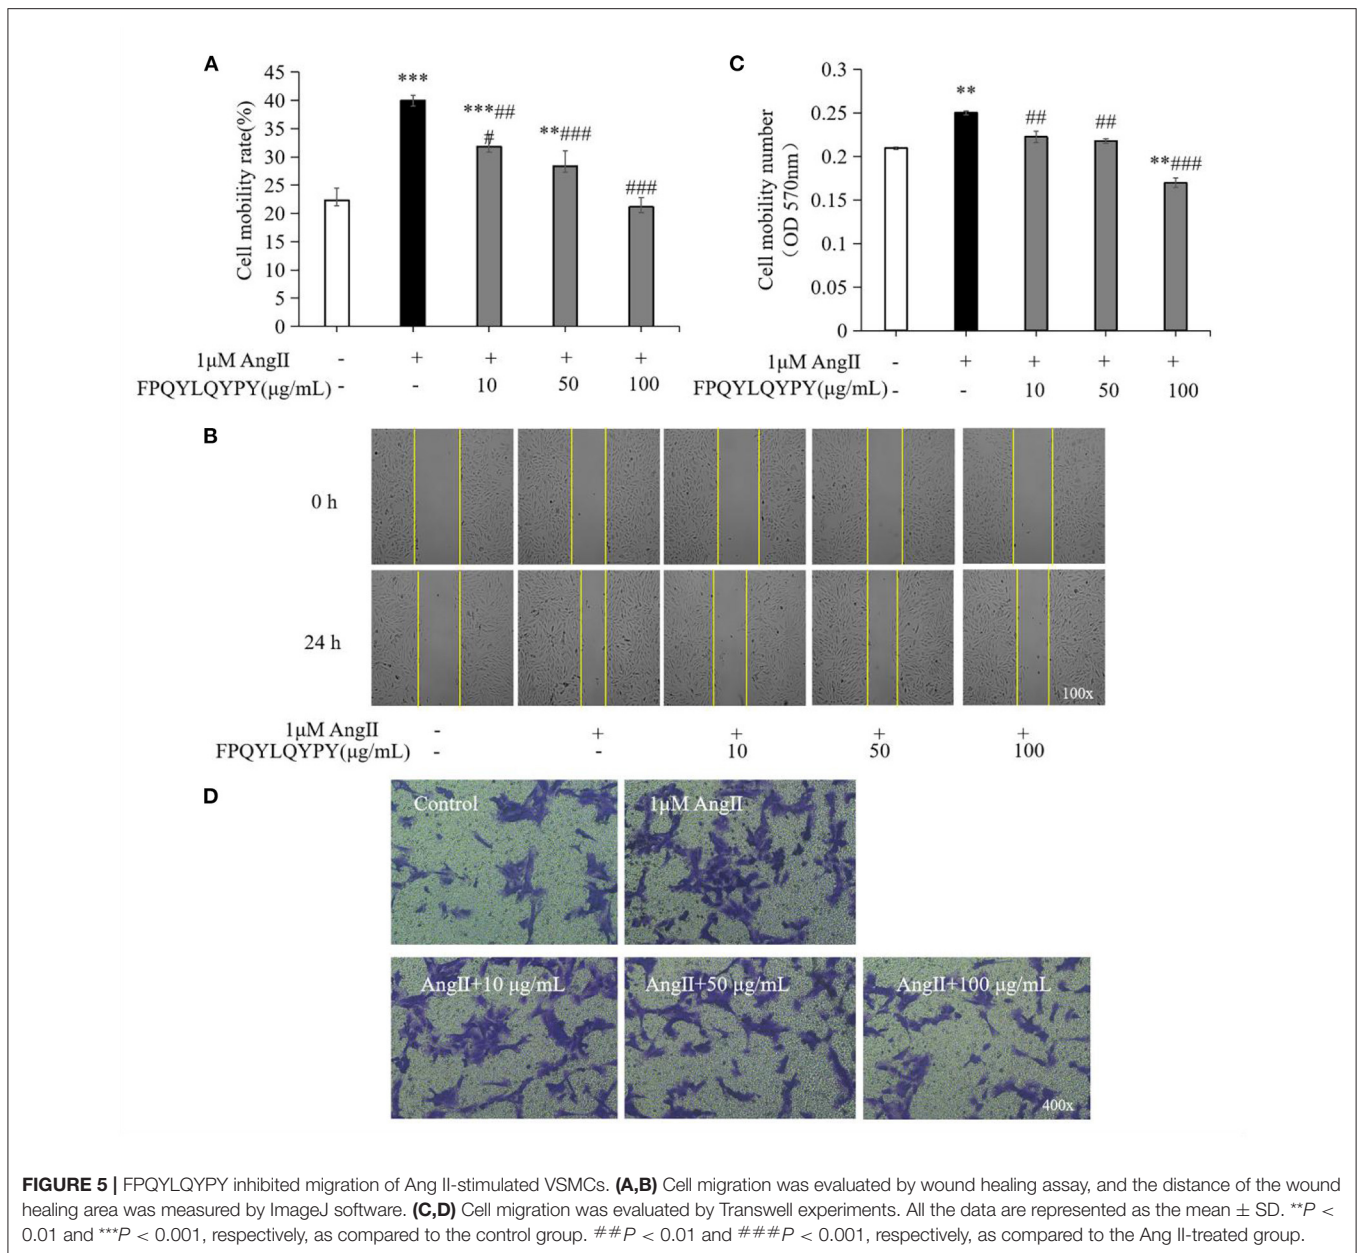 A
45
40
35
30
25
20
15
10
5
0
Cell mobility rate(%)
***
***##
#
**###
###
1μM AngII - + + + +
FPQYLQYPY(μg/mL) - - 10 50 100
C
0.3
0.25
0.2
0.15
0.1
0.05
0
Cell mobility number
(OD 570nm)
**
##
##
**###
1μM AngII - + + + +
FPQYLQYPY(μg/mL) - - 10 50 100
B
0 h
24 h
100x
1μM AngII - + + + +
FPQYLQYPY(μg/mL) - - 10 50 100
D
Control
1μM AngII
AngII+10 μg/mL
AngII+50 μg/mL
AngII+100 μg/mL
400x
FIGURE 5 | FPQYLQYPY inhibited migration of Ang II-stimulated VSMCs. (A,B) Cell migration was evaluated by wound healing assay, and the distance of the wound
healing area was measured by ImageJ software. (C,D) Cell migration was evaluated by Transwell experiments. All the data are represented as the mean ± SD. **P <
0.01 and ***P < 0.001, respectively, as compared to the control group. ##P < 0.01 and ###P < 0.001, respectively, as compared to the Ang II-treated group.